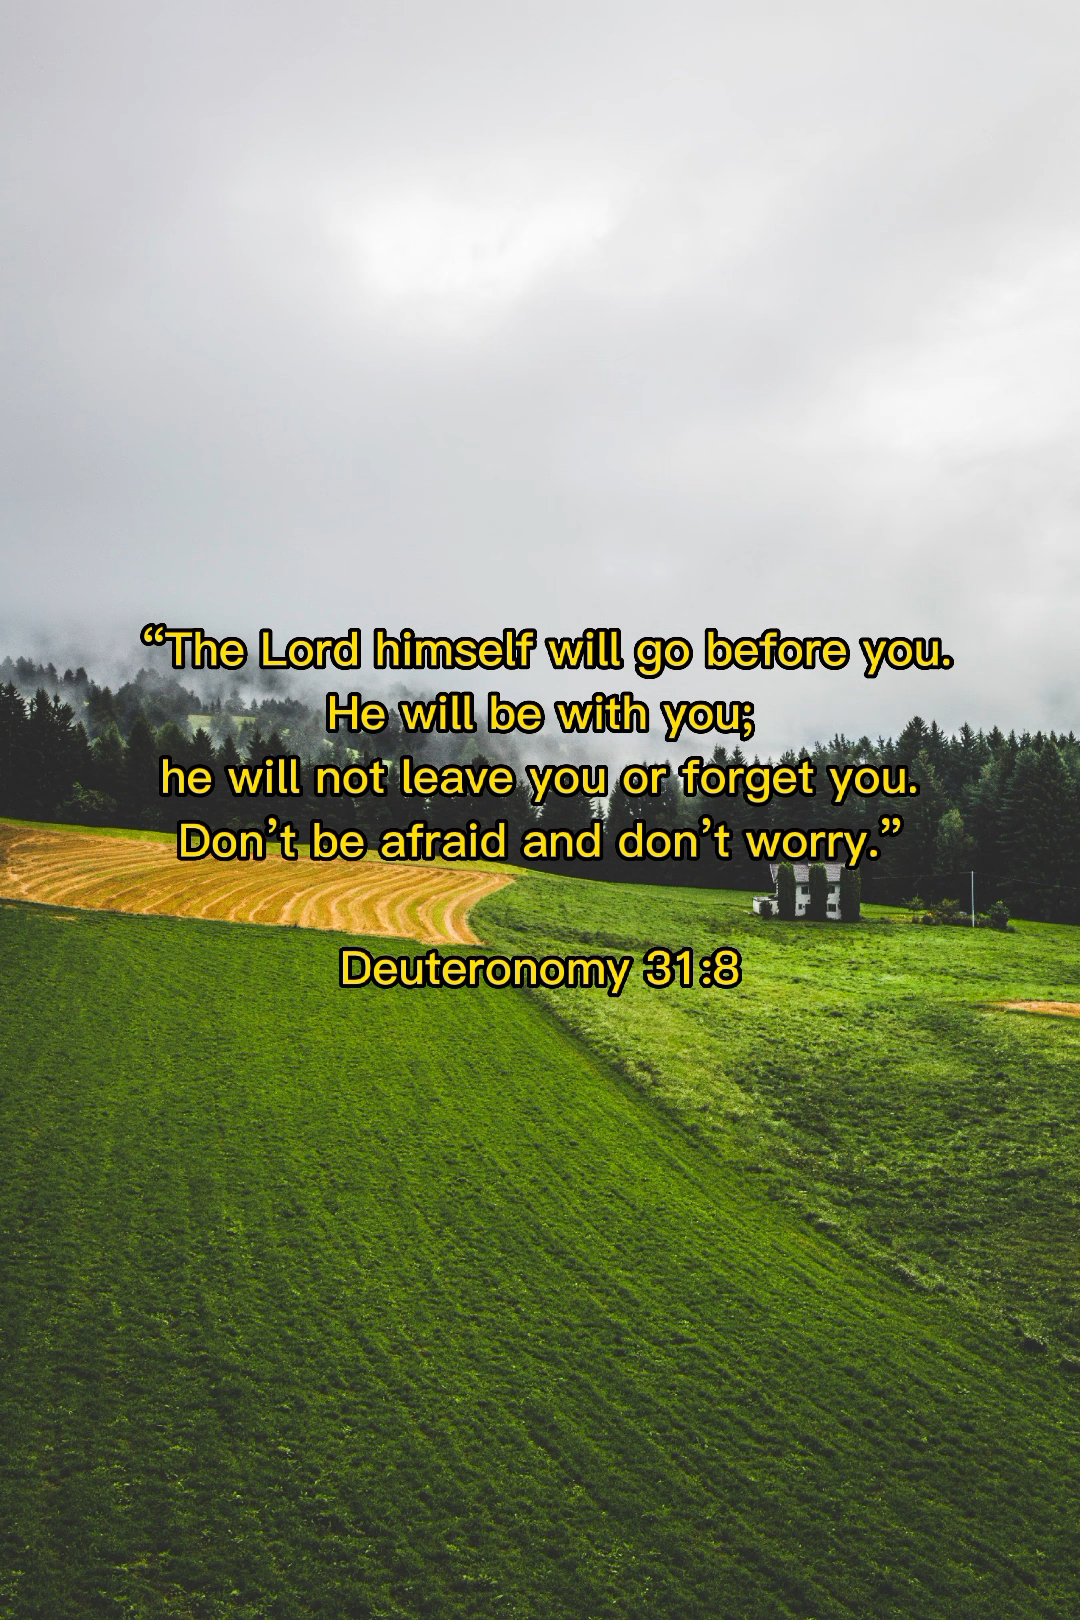 “The Lord himself will go before you.
He will be with you;
he will not leave you or forget you.
Don’t be afraid and don’t worry.”
Deuteronomy 31:8